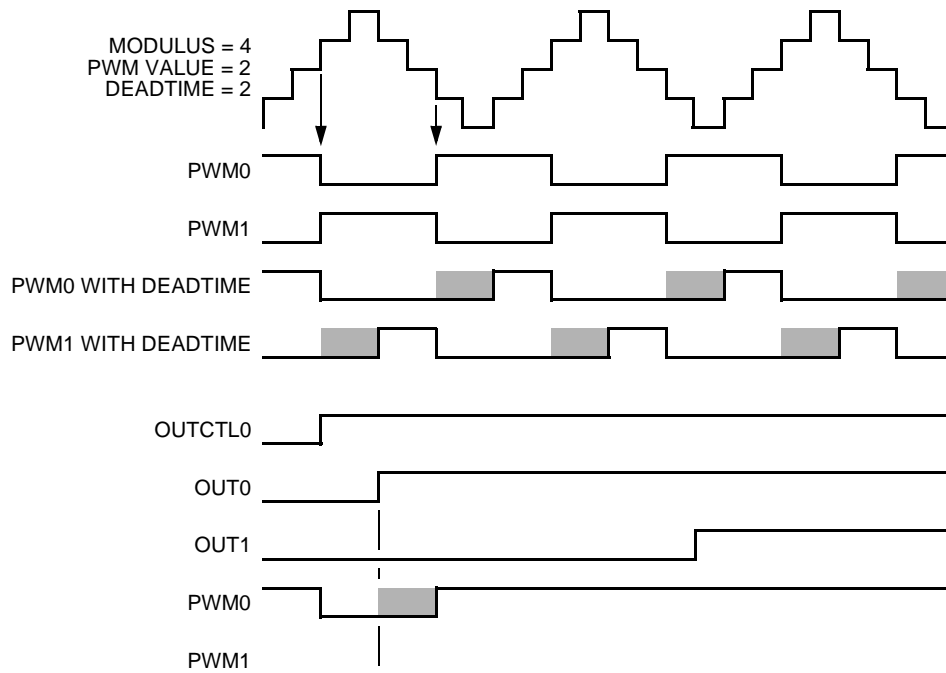 MODULUS = 4
PWM VALUE = 2
DEADTIME = 2
PWM0
PWM1
PWM0 WITH DEADTIME
PWM1 WITH DEADTIME
OUTCTL0
OUT0
OUT1
PWM0
PWM1